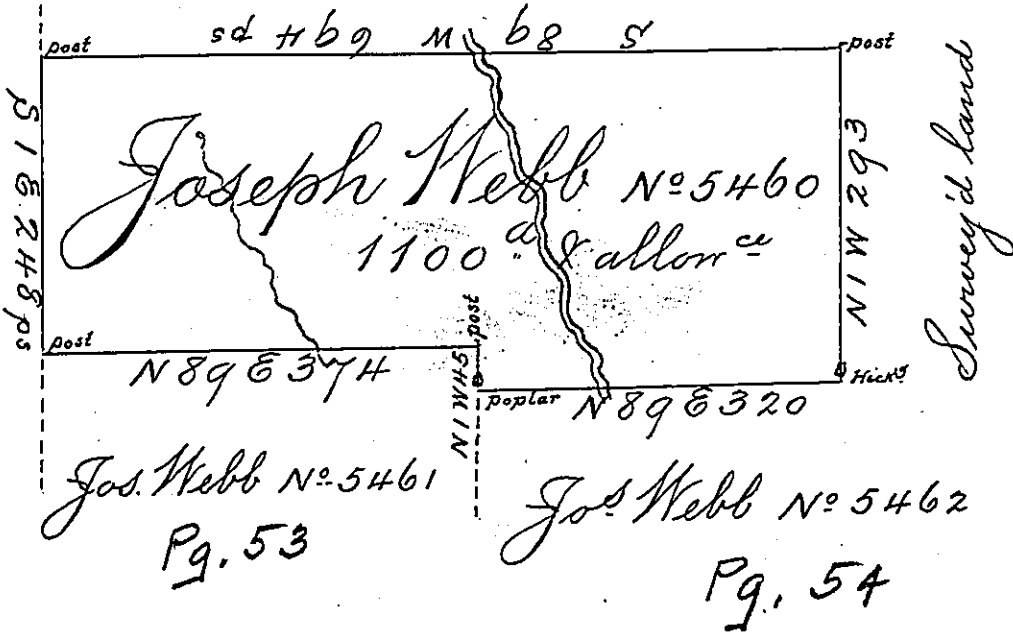 post
S 89 W 694 ps
post
S 1 E 248 ps
Joseph Webb No 5460
1100 a. & allowce
N 1 W 293
Survey'd land
post
N 89 E 374
post
N 1 W 45
poplar
N 89 E 320
Hicky
Jos. Webb No 5461
Pg. 53
Jos Webb No 5462
Pg. 54